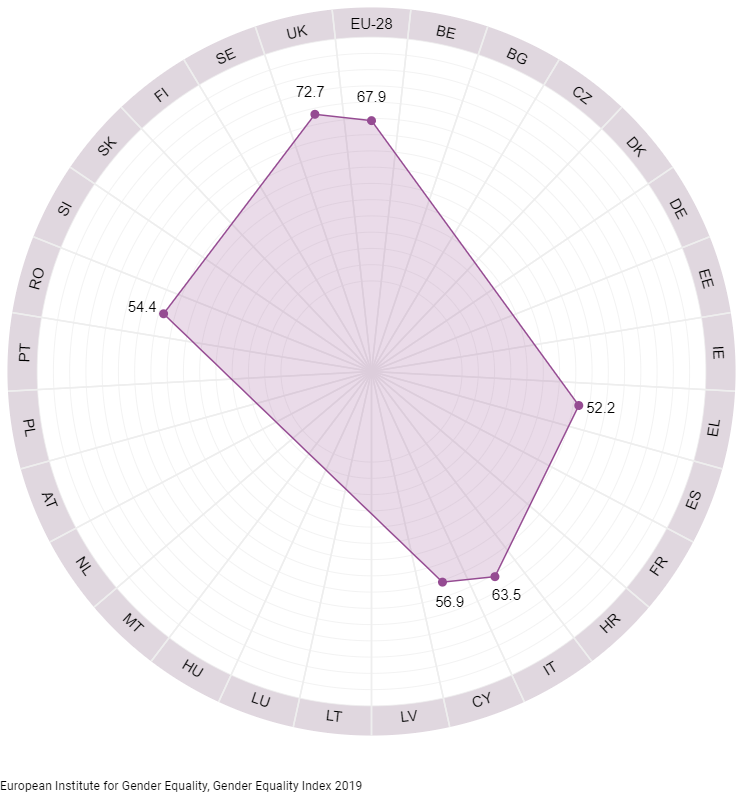 EU-28
BE
BG
CZ
DK
DE
EE
IE
EL
ES
FR
HR
IT
CY
LV
LT
LU
HU
MT
NL
AT
PL
PT
RO
SI
SK
FI
SE
UK
72.7
67.9
54.4
52.2
56.9
63.5
European Institute for Gender Equality, Gender Equality Index 2019